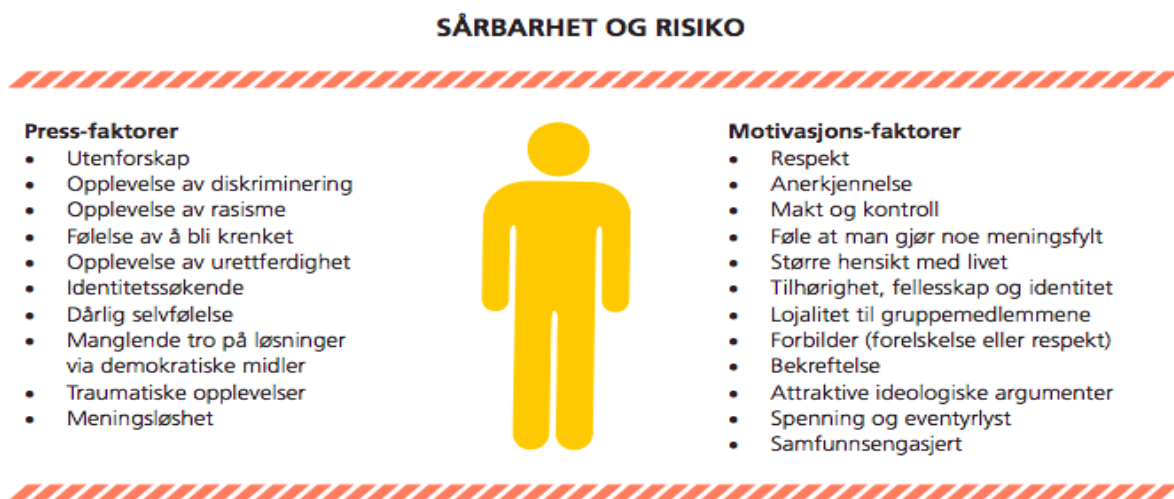 SÅRBARHET OG RISIKO
Press-faktorer
• Utenforskap
• Opplevelse av diskriminering
• Opplevelse av rasisme
• Følelse av å bli krenket
• Opplevelse av urettferdighet
• Identitetssøkende
• Dårlig selvfølelse
• Manglende tro på løsninger
via demokratiske midler
• Traumatiske opplevelser
• Meningsløshet
Motivasjons-faktorer
• Respekt
• Anerkjennelse
• Makt og kontroll
• Føle at man gjør noe meningsfylt
• Større hensikt med livet
• Tilhørighet, fellesskap og identitet
• Lojalitet til gruppemedlemmene
• Forbilder (forelskelse eller respekt)
• Bekreftelse
• Attraktive ideologiske argumenter
• Spenning og eventyrlyst
• Samfunnsengasjert